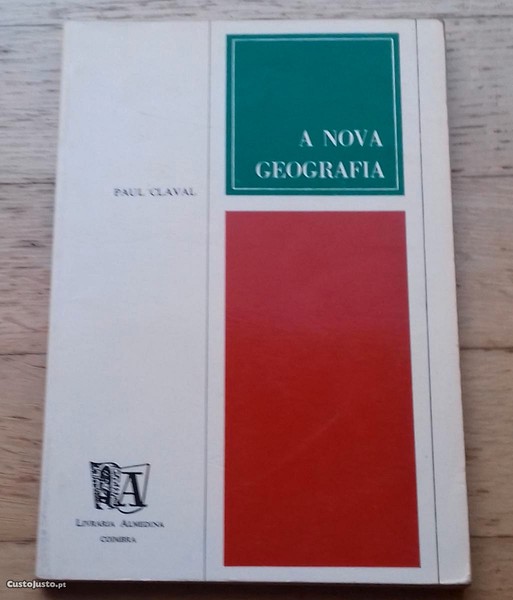 A NOVA
GEOGRAFIA
PAUL CLAVAL
LIVRARIA ALMEDINA
COIMBRA
CustoJusto.pt